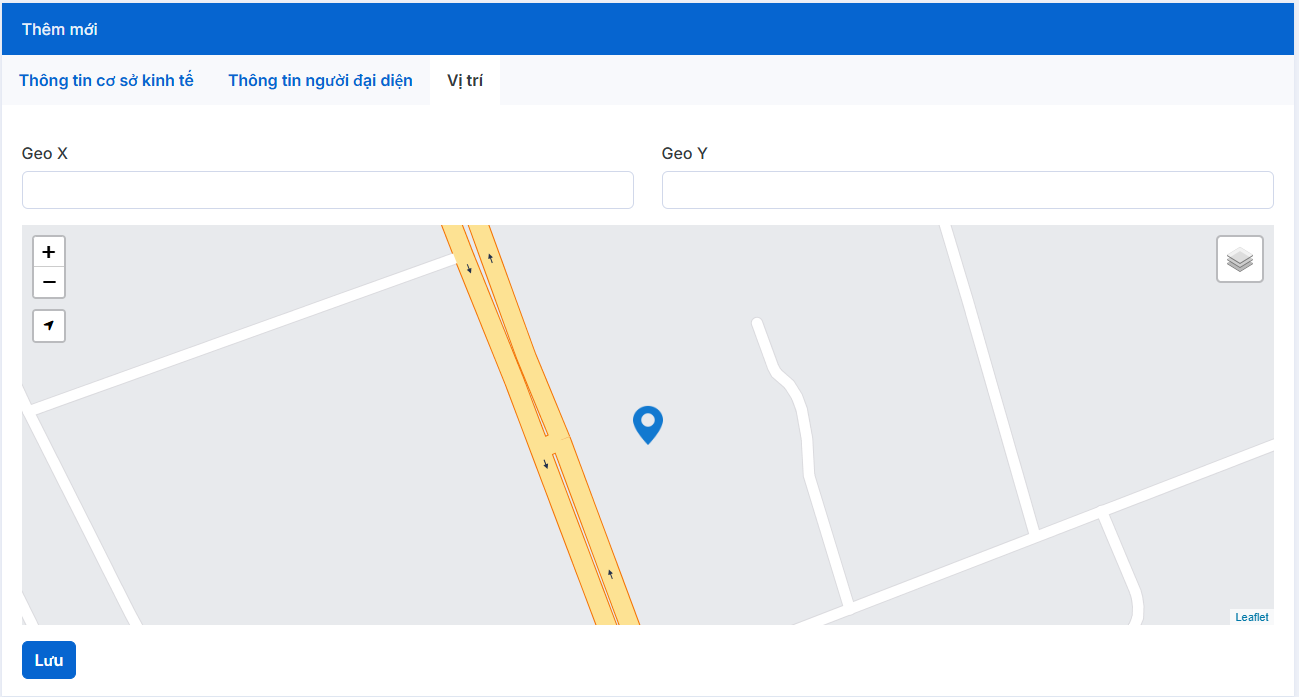 Thêm mới
Thông tin cơ sở kinh tế Thông tin người đại diện Vị trí
Geo X Geo Y
+
−
Leaflet
Lưu